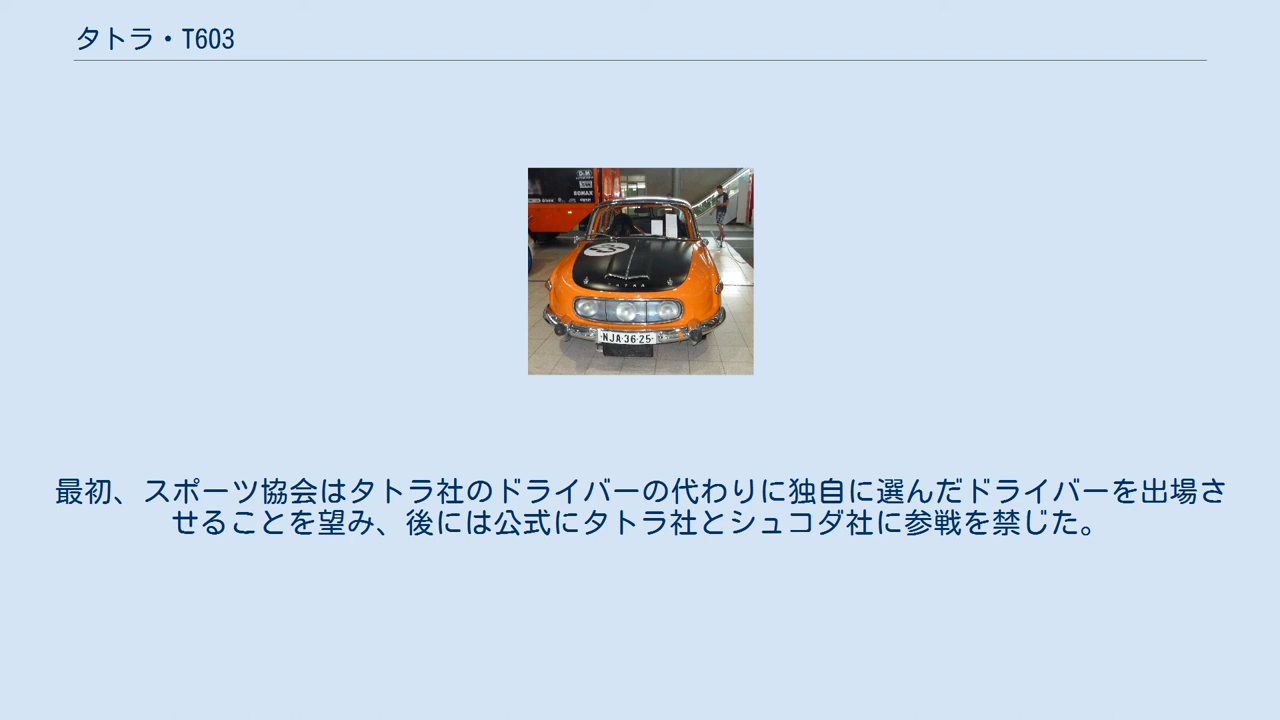 タトラ・T603
NJA·36-25
TATRA
最初、スポーツ協会はタトラ社のドライバーの代わりに独自に選んだドライバーを出場さ
せることを望み、後には公式にタトラ社とシュコダ社に参戦を禁じた。